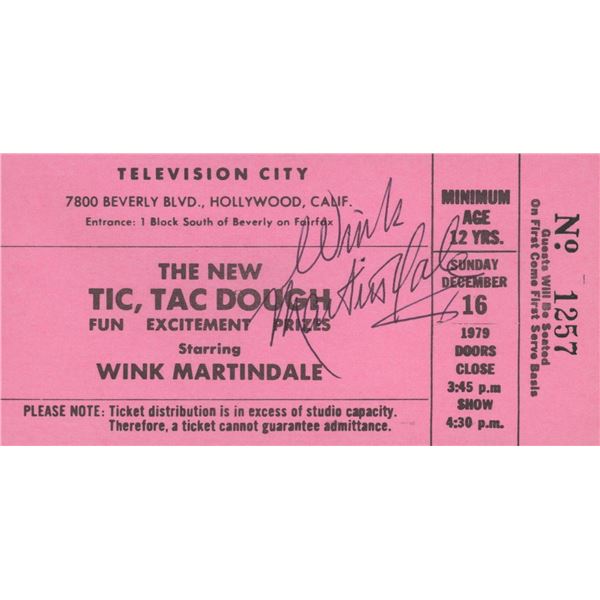 TELEVISION CITY
7800 BEVERLY BLVD., HOLLYWOOD, CALIF.
Entrance: 1 Block South of Beverly on Fairfax
THE NEW
TIC, TAC DOUGH
FUN EXCITEMENT PRIZES
Starring
WINK MARTINDALE
PLEASE NOTE: Ticket distribution is in excess of studio capacity.
Therefore, a ticket cannot guarantee admittance.
Wink
Martindale
MINIMUM
AGE
12 YRS.
SUNDAY
DECEMBER
16
1979
DOORS
CLOSE
3:45 p.m
SHOW
4:30 p.m.
No 1257
Guests Will Be Seated
On First Come First Serve Basis